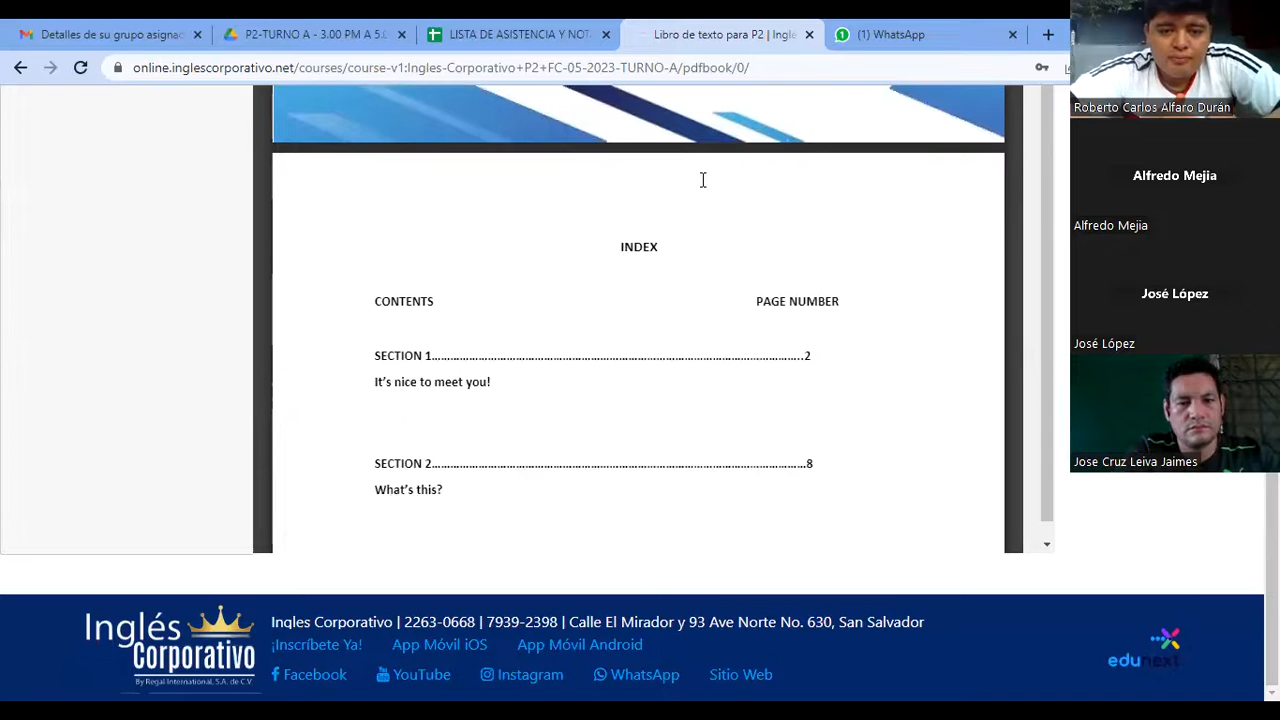 Detalles de su grupo asignad
P2-TURNO A - 3.00 PM A 5.0
LISTA DE ASISTENCIA Y NOT
Libro de texto para P2 | Ingle
(1) WhatsApp
online.inglescorporativo.net/courses/course-v1:Ingles-Corporativo+P2+FC-05-2023-TURNO-A/pdfbook/0/
Roberto Carlos Alfaro Durán
Alfredo Mejia
Alfredo Mejia
José López
José López
Jose Cruz Leiva Jaimes
INDEX
CONTENTS PAGE NUMBER
SECTION 1……………………………………………………………………………………………………..2
It’s nice to meet you!
SECTION 2………………………………………………………………………………………………………8
What’s this?
Inglés
Corporativo
By Regal International, S.A. de C.V.
Ingles Corporativo | 2263-0668 | 7939-2398 | Calle El Mirador y 93 Ave Norte No. 630, San Salvador
¡Inscríbete Ya! App Móvil iOS App Móvil Android
Facebook YouTube Instagram WhatsApp Sitio Web
edunext